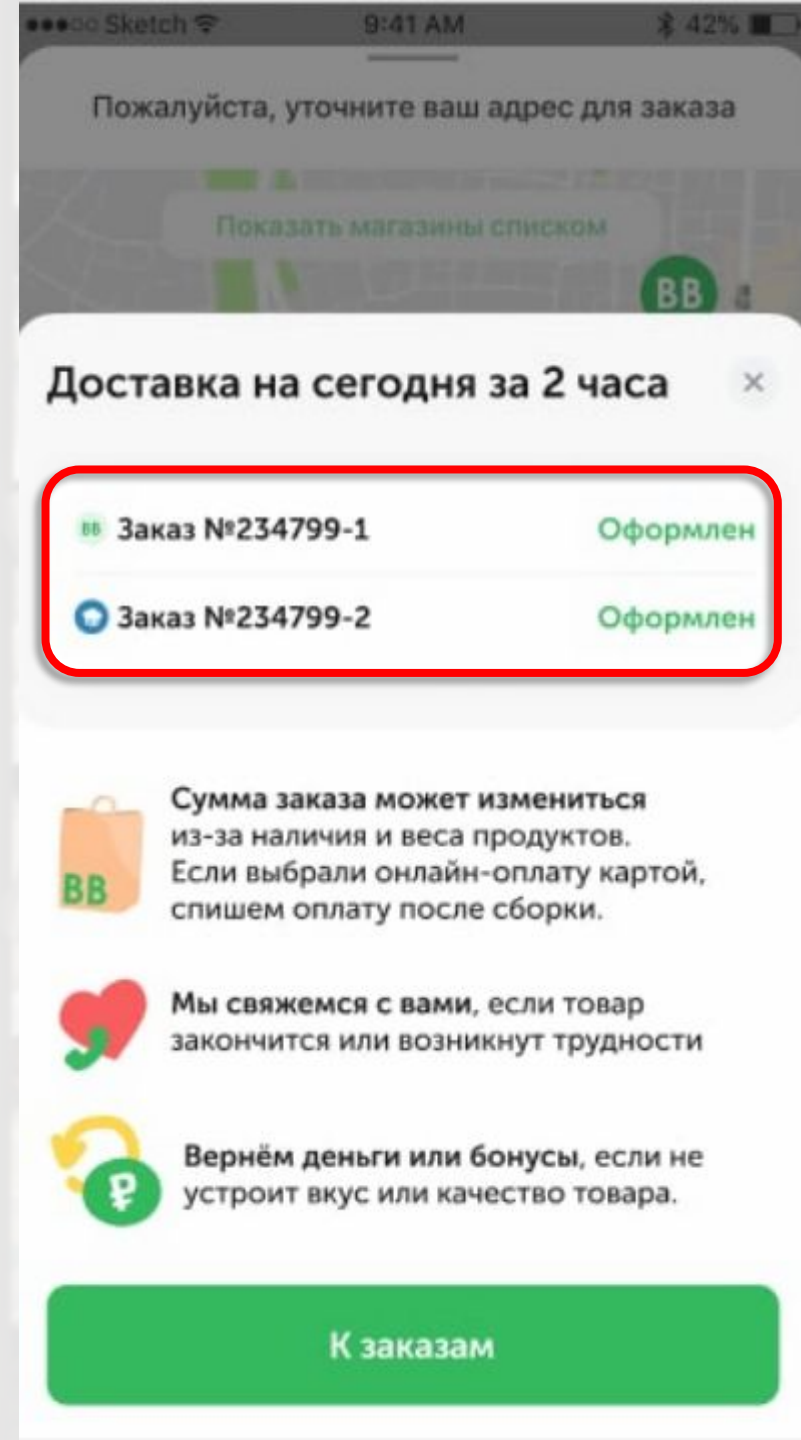 Sketch 9:41 AM 42%
Пожалуйста, уточните ваш адрес для заказа
Показать магазины списком
ВВ
Доставка на сегодня за 2 часа
ВВ Заказ №234799-1 Оформлен
Заказ №234799-2 Оформлен
Сумма заказа может измениться
из-за наличия и веса продуктов.
Если выбрали онлайн-оплату картой,
ВВ
спишем оплату после сборки.
Мы свяжемся с вами, если товар
закончится или возникнут трудности
Вернём деньги или бонусы, если не
₽
устроит вкус или качество товара.
К заказам